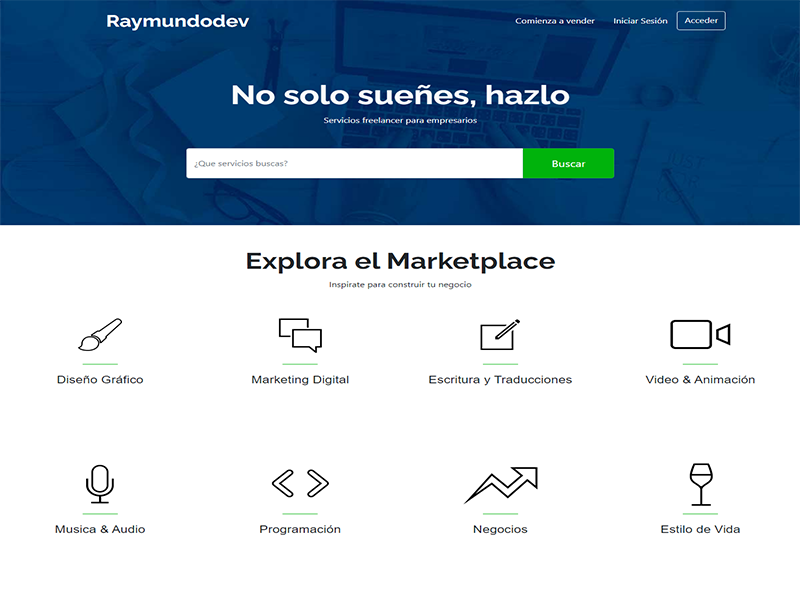 Raymundodev
Comienza a vender Iniciar Sesión Acceder
No solo sueñes, hazlo
Servicios freelancer para empresarios
¿Que servicios buscas? Buscar
Explora el Marketplace
Inspirate para construir tu negocio
Diseño Gráfico Marketing Digital Escritura y Traducciones Video & Animación
Musica & Audio Programación Negocios Estilo de Vida